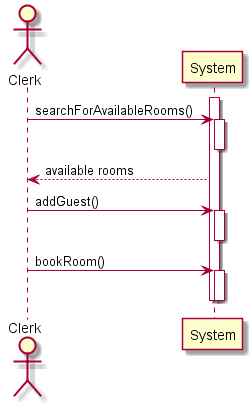 Clerk
System
searchForAvailableRooms()
available rooms
addGuest()
bookRoom()
Clerk
System